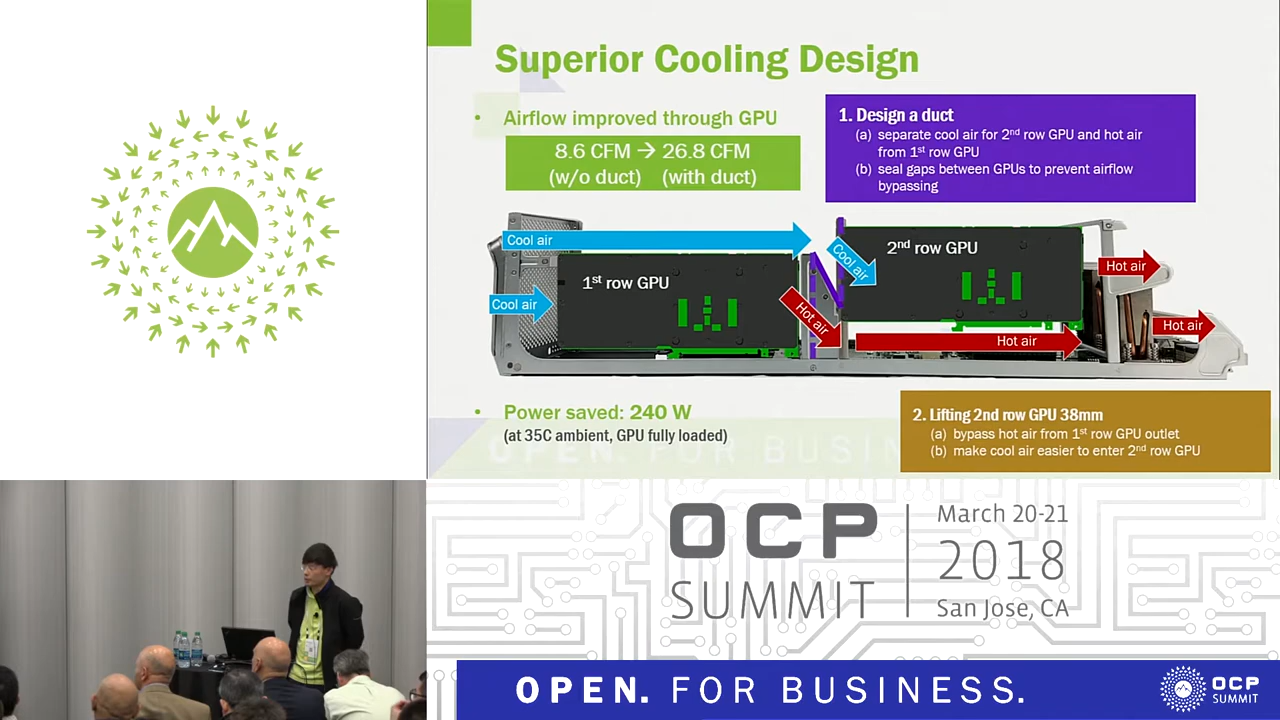 Superior Cooling Design
• Airflow improved through GPU
8.6 CFM → 26.8 CFM
(w/o duct) (with duct)
1. Design a duct
(a) separate cool air for 2nd row GPU and hot air
from 1st row GPU
(b) seal gaps between GPUs to prevent airflow
bypassing
Cool air
Cool air
1st row GPU
Hot air
Cool air
2nd row GPU
Hot air
Hot air
Hot air
• Power saved: 240 W
(at 35C ambient, GPU fully loaded)
2. Lifting 2nd row GPU 38mm
(a) bypass hot air from 1st row GPU outlet
(b) make cool air easier to enter 2nd row GPU
OPEN. FOR BUSIN
OCP
SUMMIT
March 20-21
2018
San Jose, CA
OPEN. FOR BUSINESS.
OCP
SUMMIT